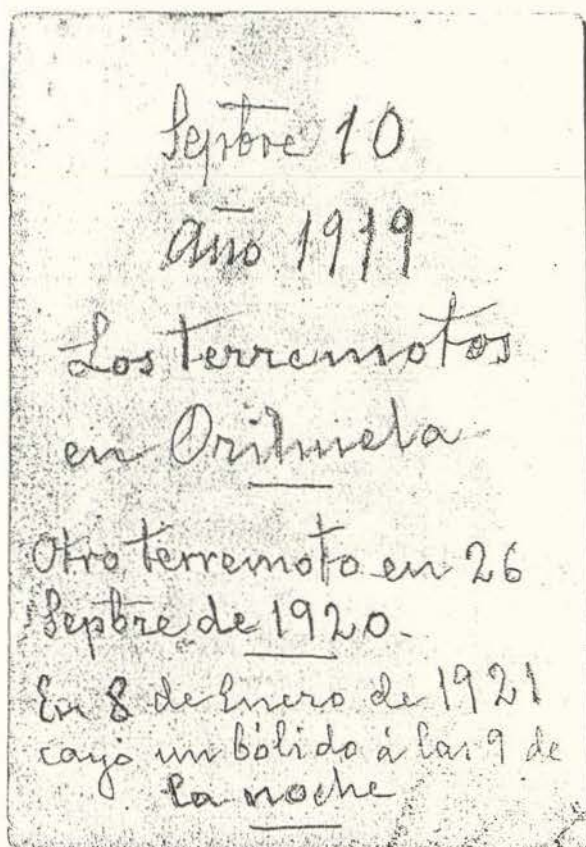 Septbre 10
Año 1919
Los terremotos
en Orihuela
Otro terremoto en 26
Septbre de 1920.
En 8 de Enero de 1921
cayó un bólido á las 9 de
la noche